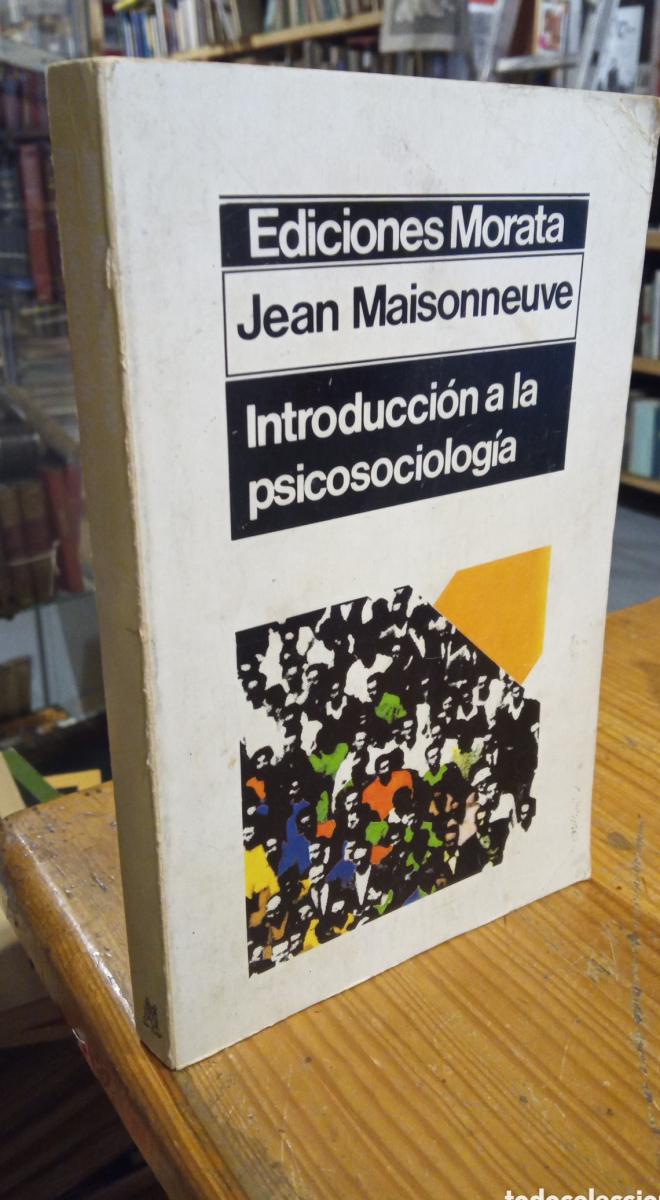 Ediciones Morata
Jean Maisonneuve
Introducción a la
psicosociología